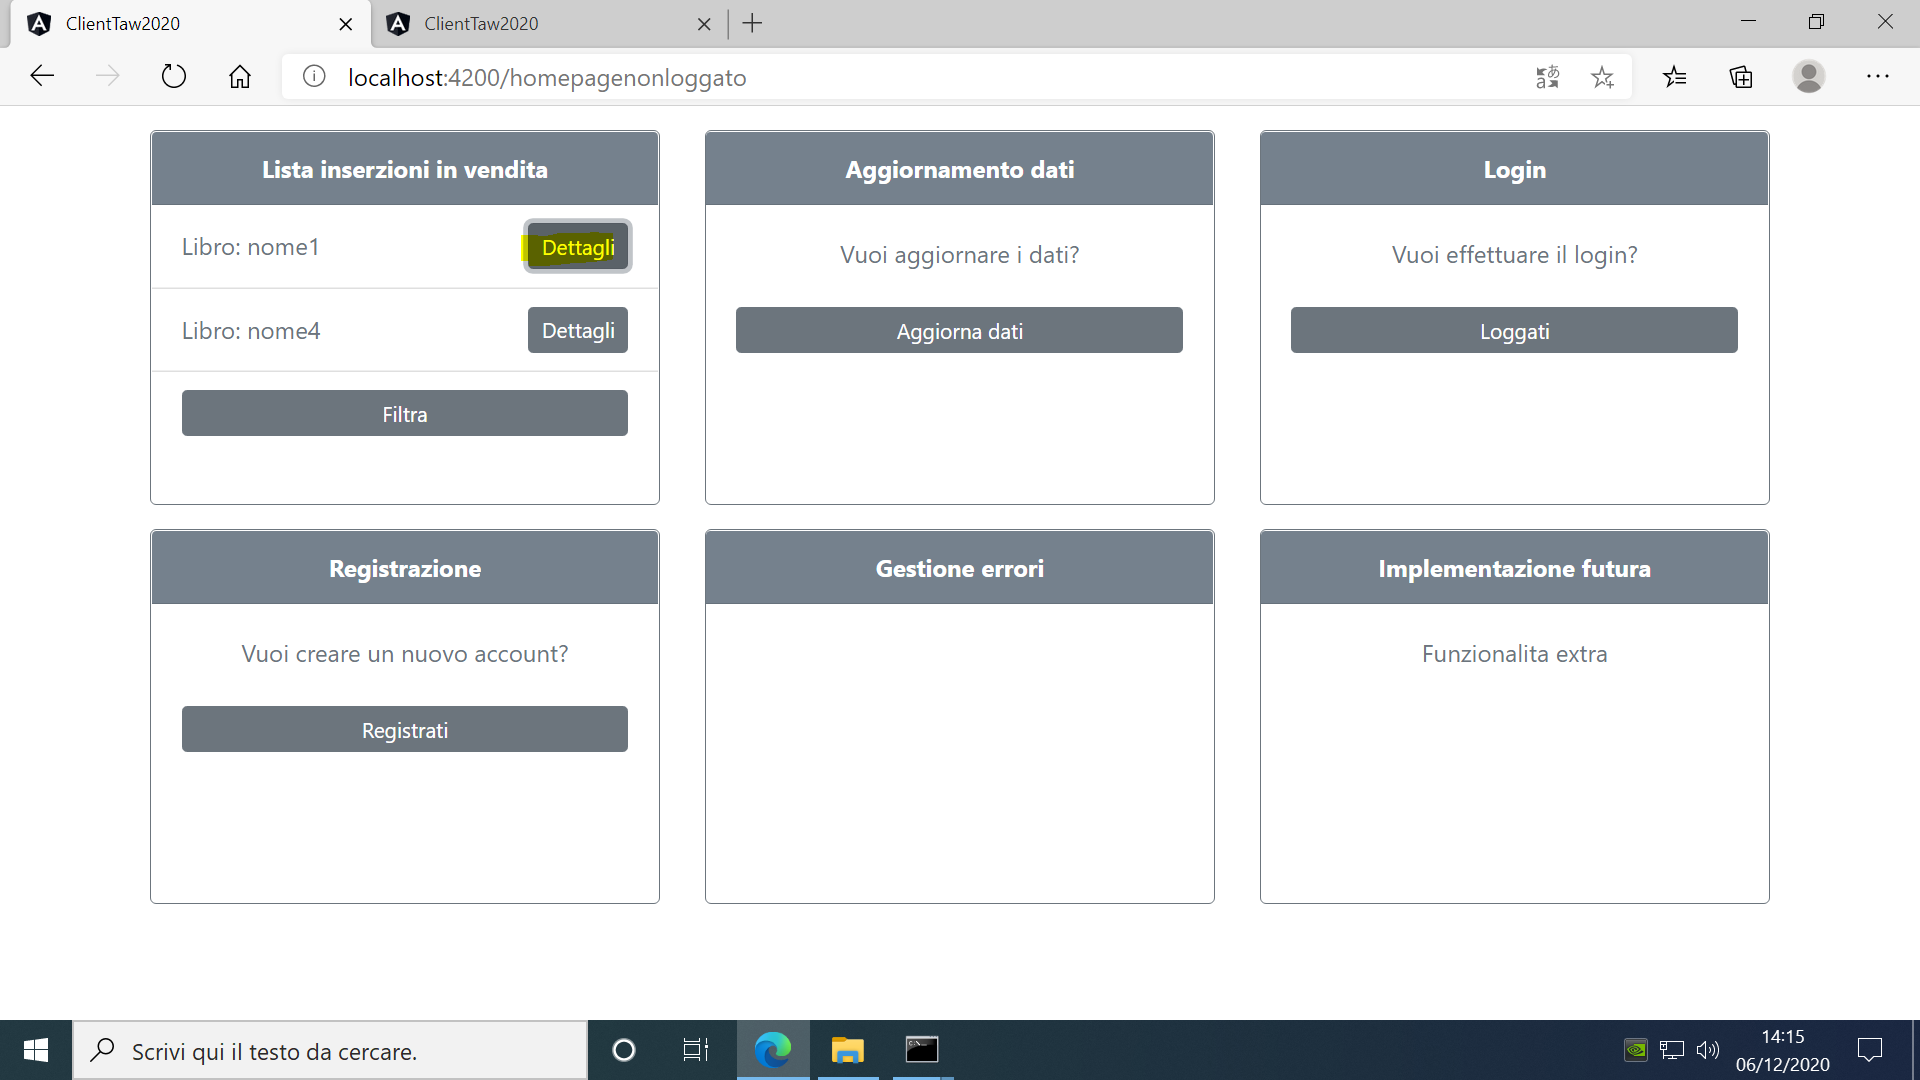 ClientTaw2020
ClientTaw2020
localhost:4200/homepagenonloggato
Lista inserzioni in vendita
Libro: nome1
Dettagli
Libro: nome4
Dettagli
Filtra
Aggiornamento dati
Vuoi aggiornare i dati?
Aggiorna dati
Login
Vuoi effettuare il login?
Loggati
Registrazione
Vuoi creare un nuovo account?
Registrati
Gestione errori
Implementazione futura
Funzionalita extra
Scrivi qui il testo da cercare.
14:15
06/12/2020